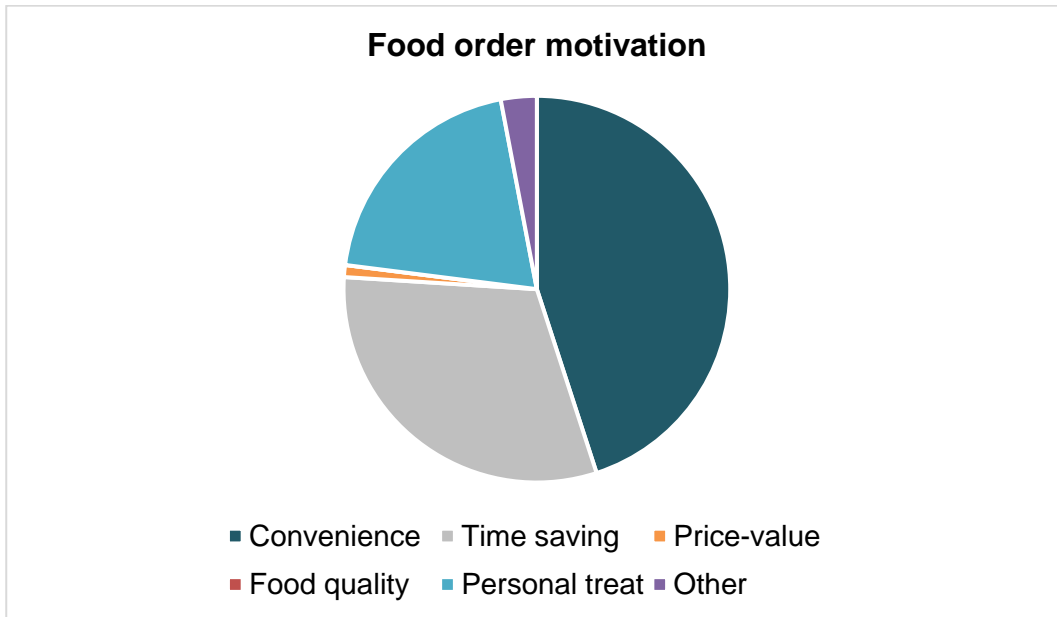 Food order motivation
Convenience Time saving Price-value
Food quality Personal treat Other